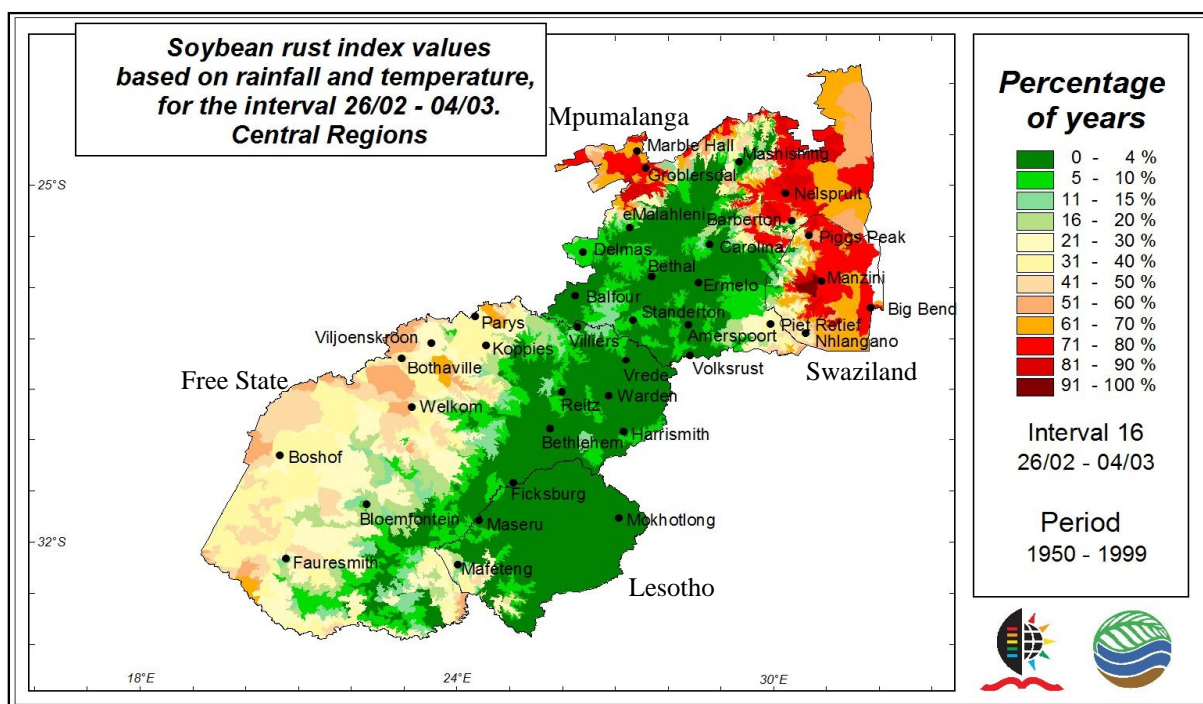 Soybean rust index values
based on rainfall and temperature,
for the interval 26/02 - 04/03.
Central Regions
Mpumalanga
Marble Hall
Mashishing
Groblersdal
25°S
Nelspruit
eMalahleni
Barberton
Piggs Peak
Delmas
Carolina
Bethal
Ermelo
Manzini
Balfour
Big Bend
Standerton
Parys
Piet Retief
Viljoenskroon
Villiers
Amerspoort
Nhlangano
Koppies
Bothaville
Volksrust
Swaziland
Free State
Vrede
Reitz
Warden
Welkom
Bethlehem
Harrismith
Boshof
Ficksburg
Bloemfontein
Maseru
Mokhotlong
32°S
Fauresmith
Mafeteng
Lesotho
18°E
24°E
30°E
Percentage
of years
0 - 4 %
5 - 10 %
11 - 15 %
16 - 20 %
21 - 30 %
31 - 40 %
41 - 50 %
51 - 60 %
61 - 70 %
71 - 80 %
81 - 90 %
91 - 100 %
Interval 16
26/02 - 04/03
Period
1950 - 1999